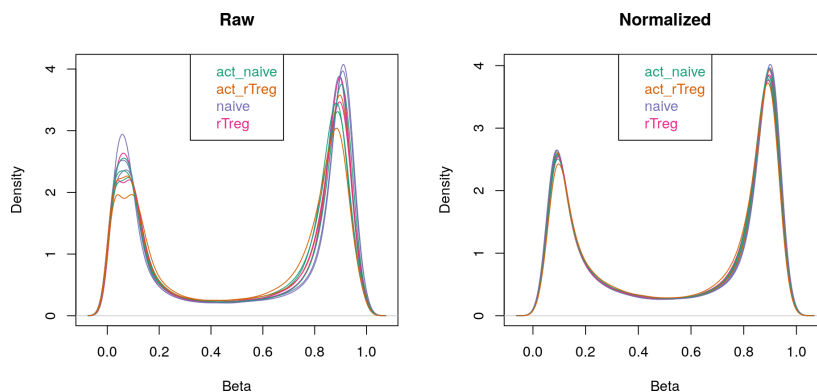 Raw
Density
0
1
2
3
4
act_naive
act_rTreg
naive
rTreg
0.0 0.2 0.4 0.6 0.8 1.0
Beta
Normalized
Density
0
1
2
3
4
act_naive
act_rTreg
naive
rTreg
0.0 0.2 0.4 0.6 0.8 1.0
Beta